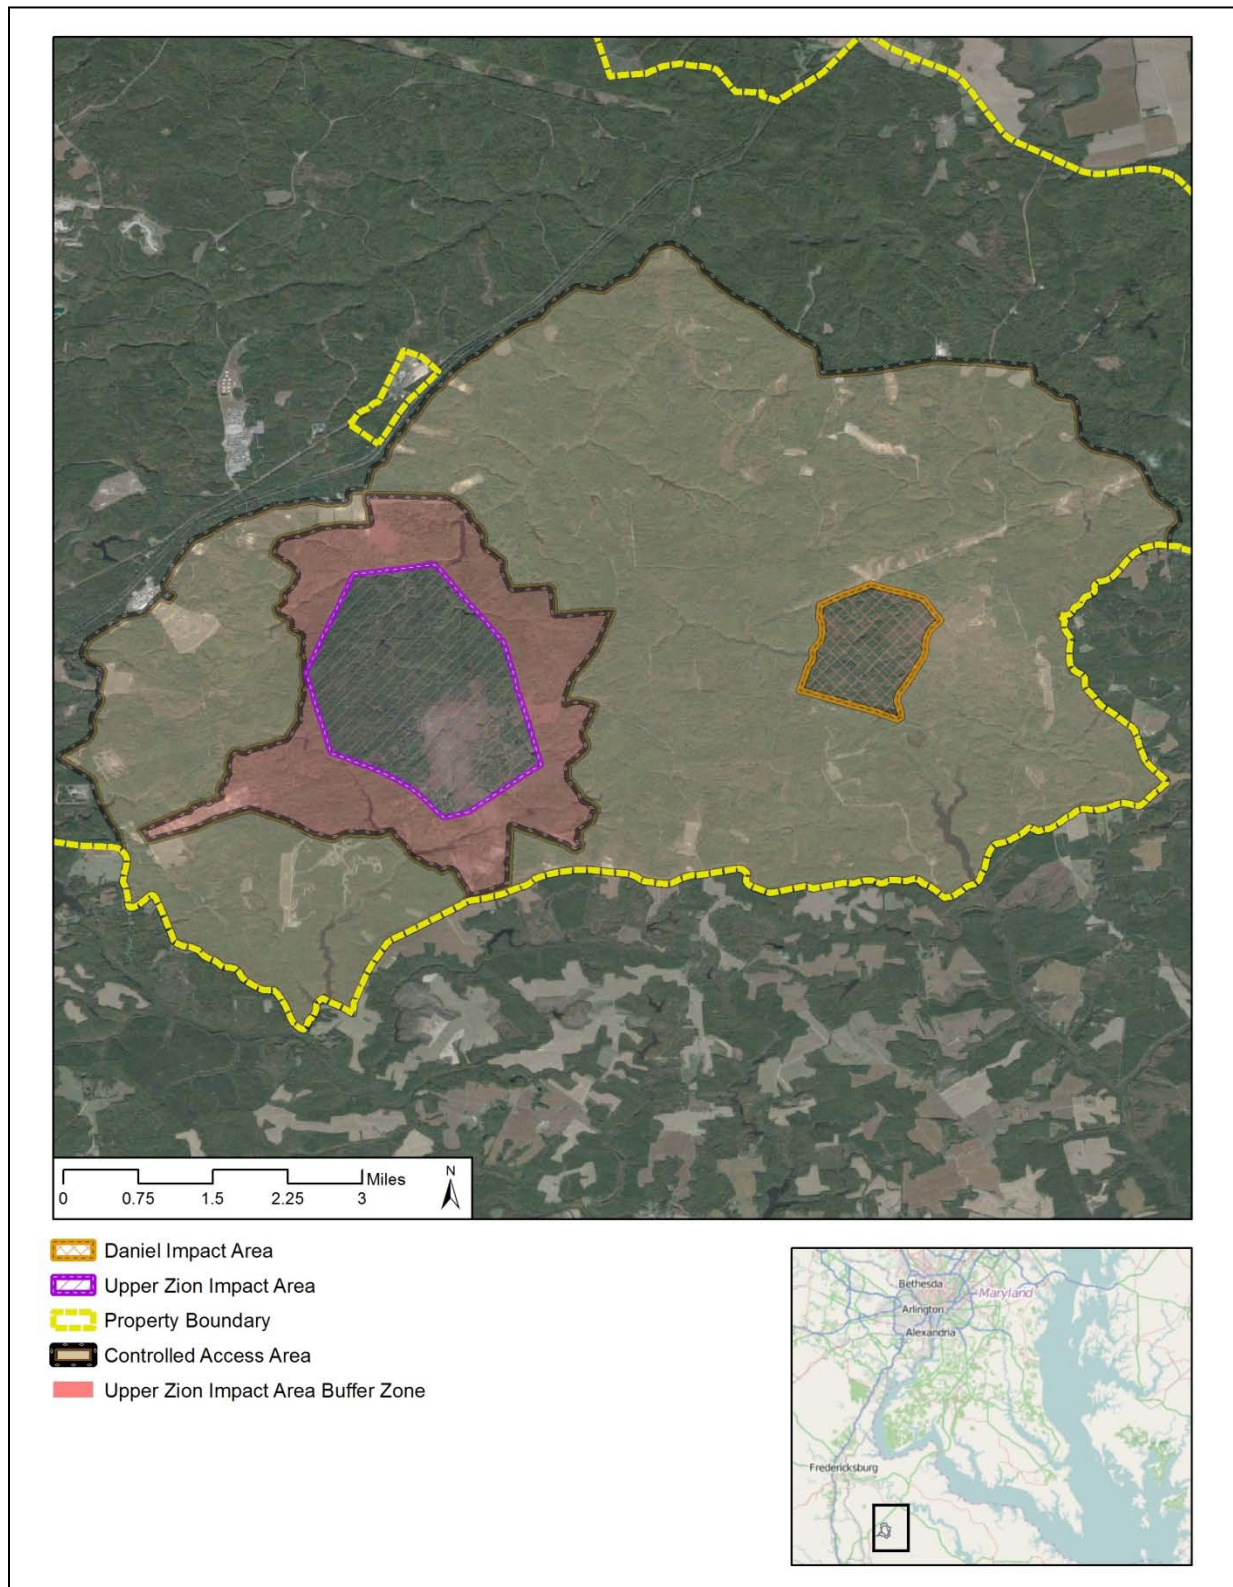 Miles
N
0 0.75 1.5 2.25 3
Daniel Impact Area
Upper Zion Impact Area
Property Boundary
Controlled Access Area
Upper Zion Impact Area Buffer Zone
Bethesda
Maryland
Arlington
Alexandria
Fredericksburg